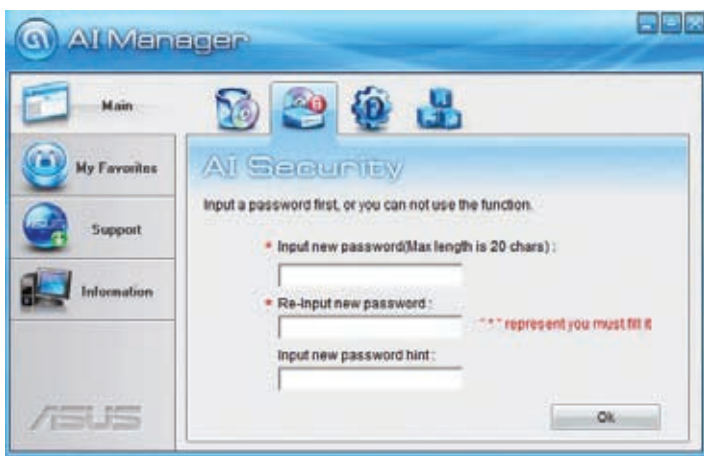 AI Manager
Main
My Favorites
Support
Information
ASUS
AI Security
Input a password first, or you can not use the function.
* Input new password(Max length is 20 chars) :
* Re-input new password :
"*" represent you must fill it
Input new password hint :
Ok